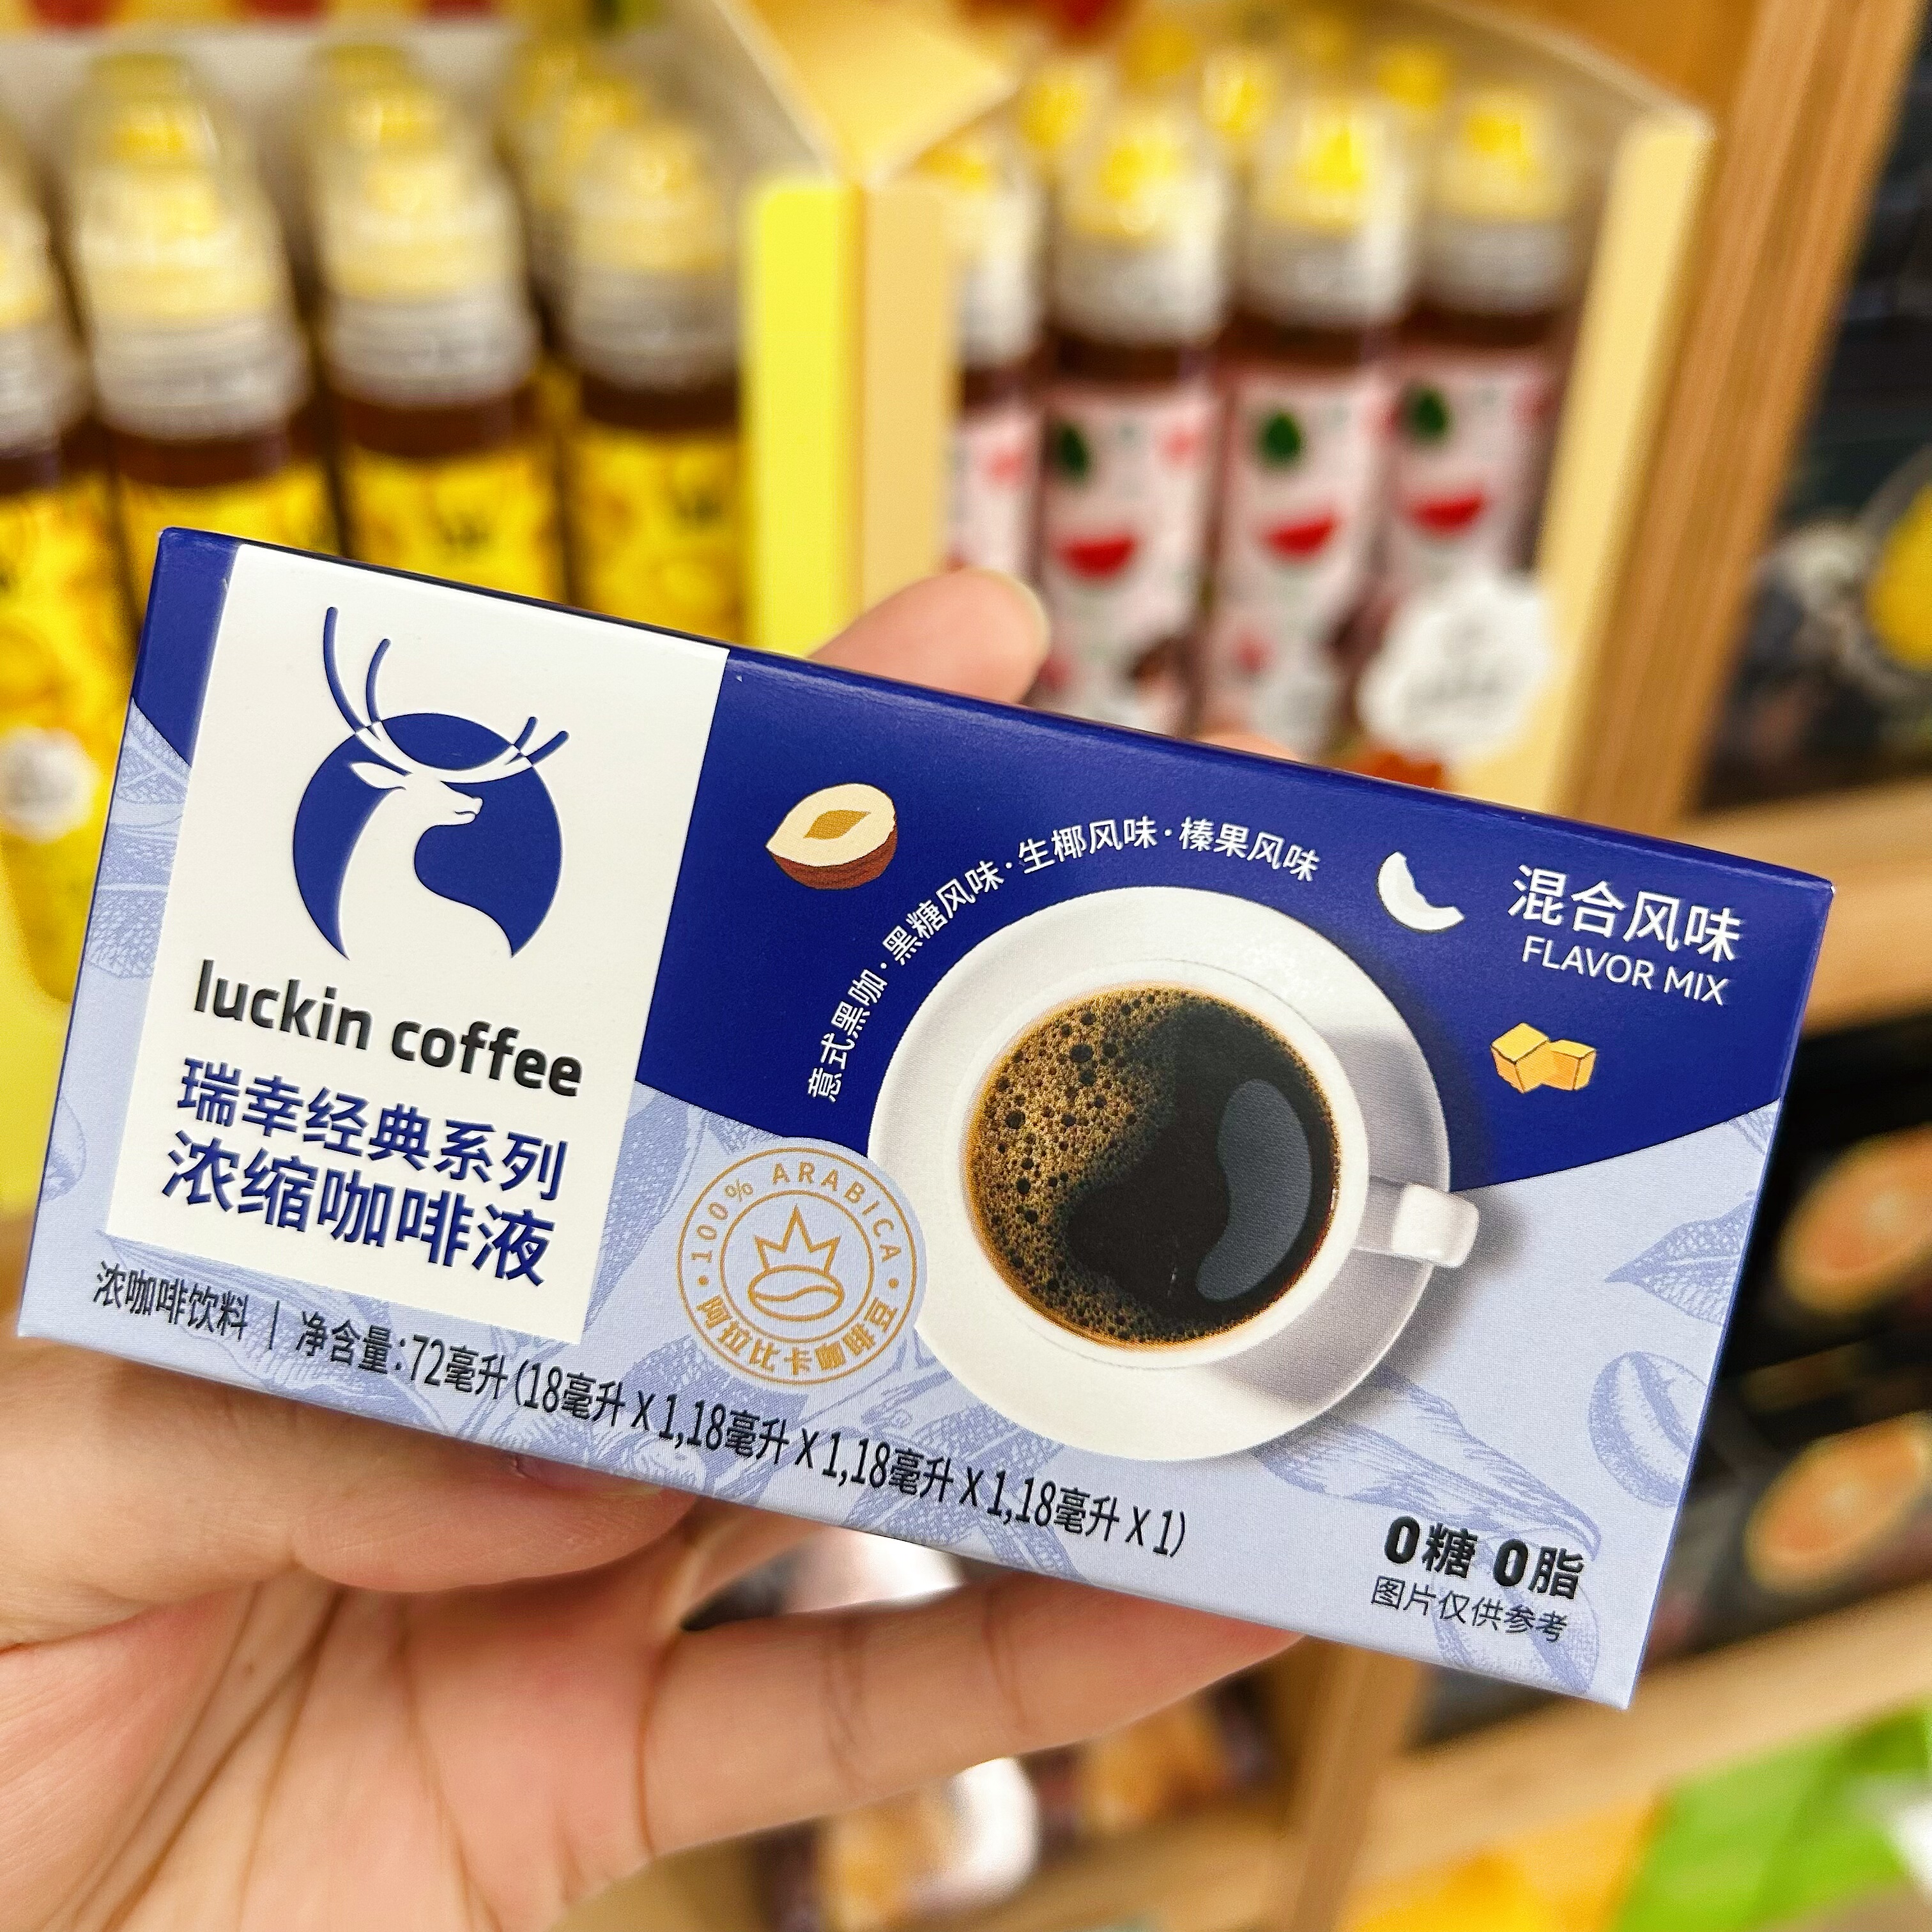 luckin coffee
瑞幸经典系列
浓缩咖啡液
意式黑咖·黑糖风味·生椰风味·榛果风味
混合风味
FLAVOR MIX
100% ARABICA
阿拉比卡咖啡豆
浓咖啡饮料 | 净含量:72毫升(18毫升 X 1,18毫升 X 1,18毫升 X 1,18毫升 X 1)
0糖 0脂
图片仅供参考